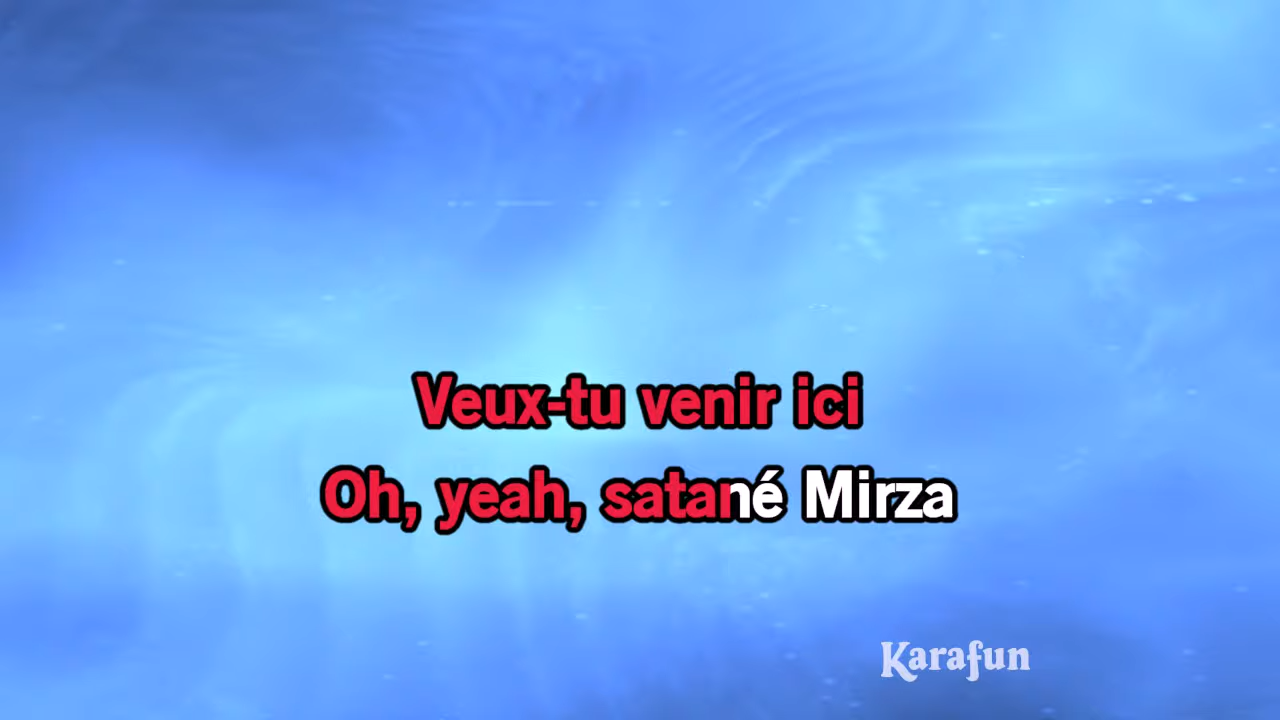 Veux-tu venir ici
Oh, yeah, satané Mirza
Karafun